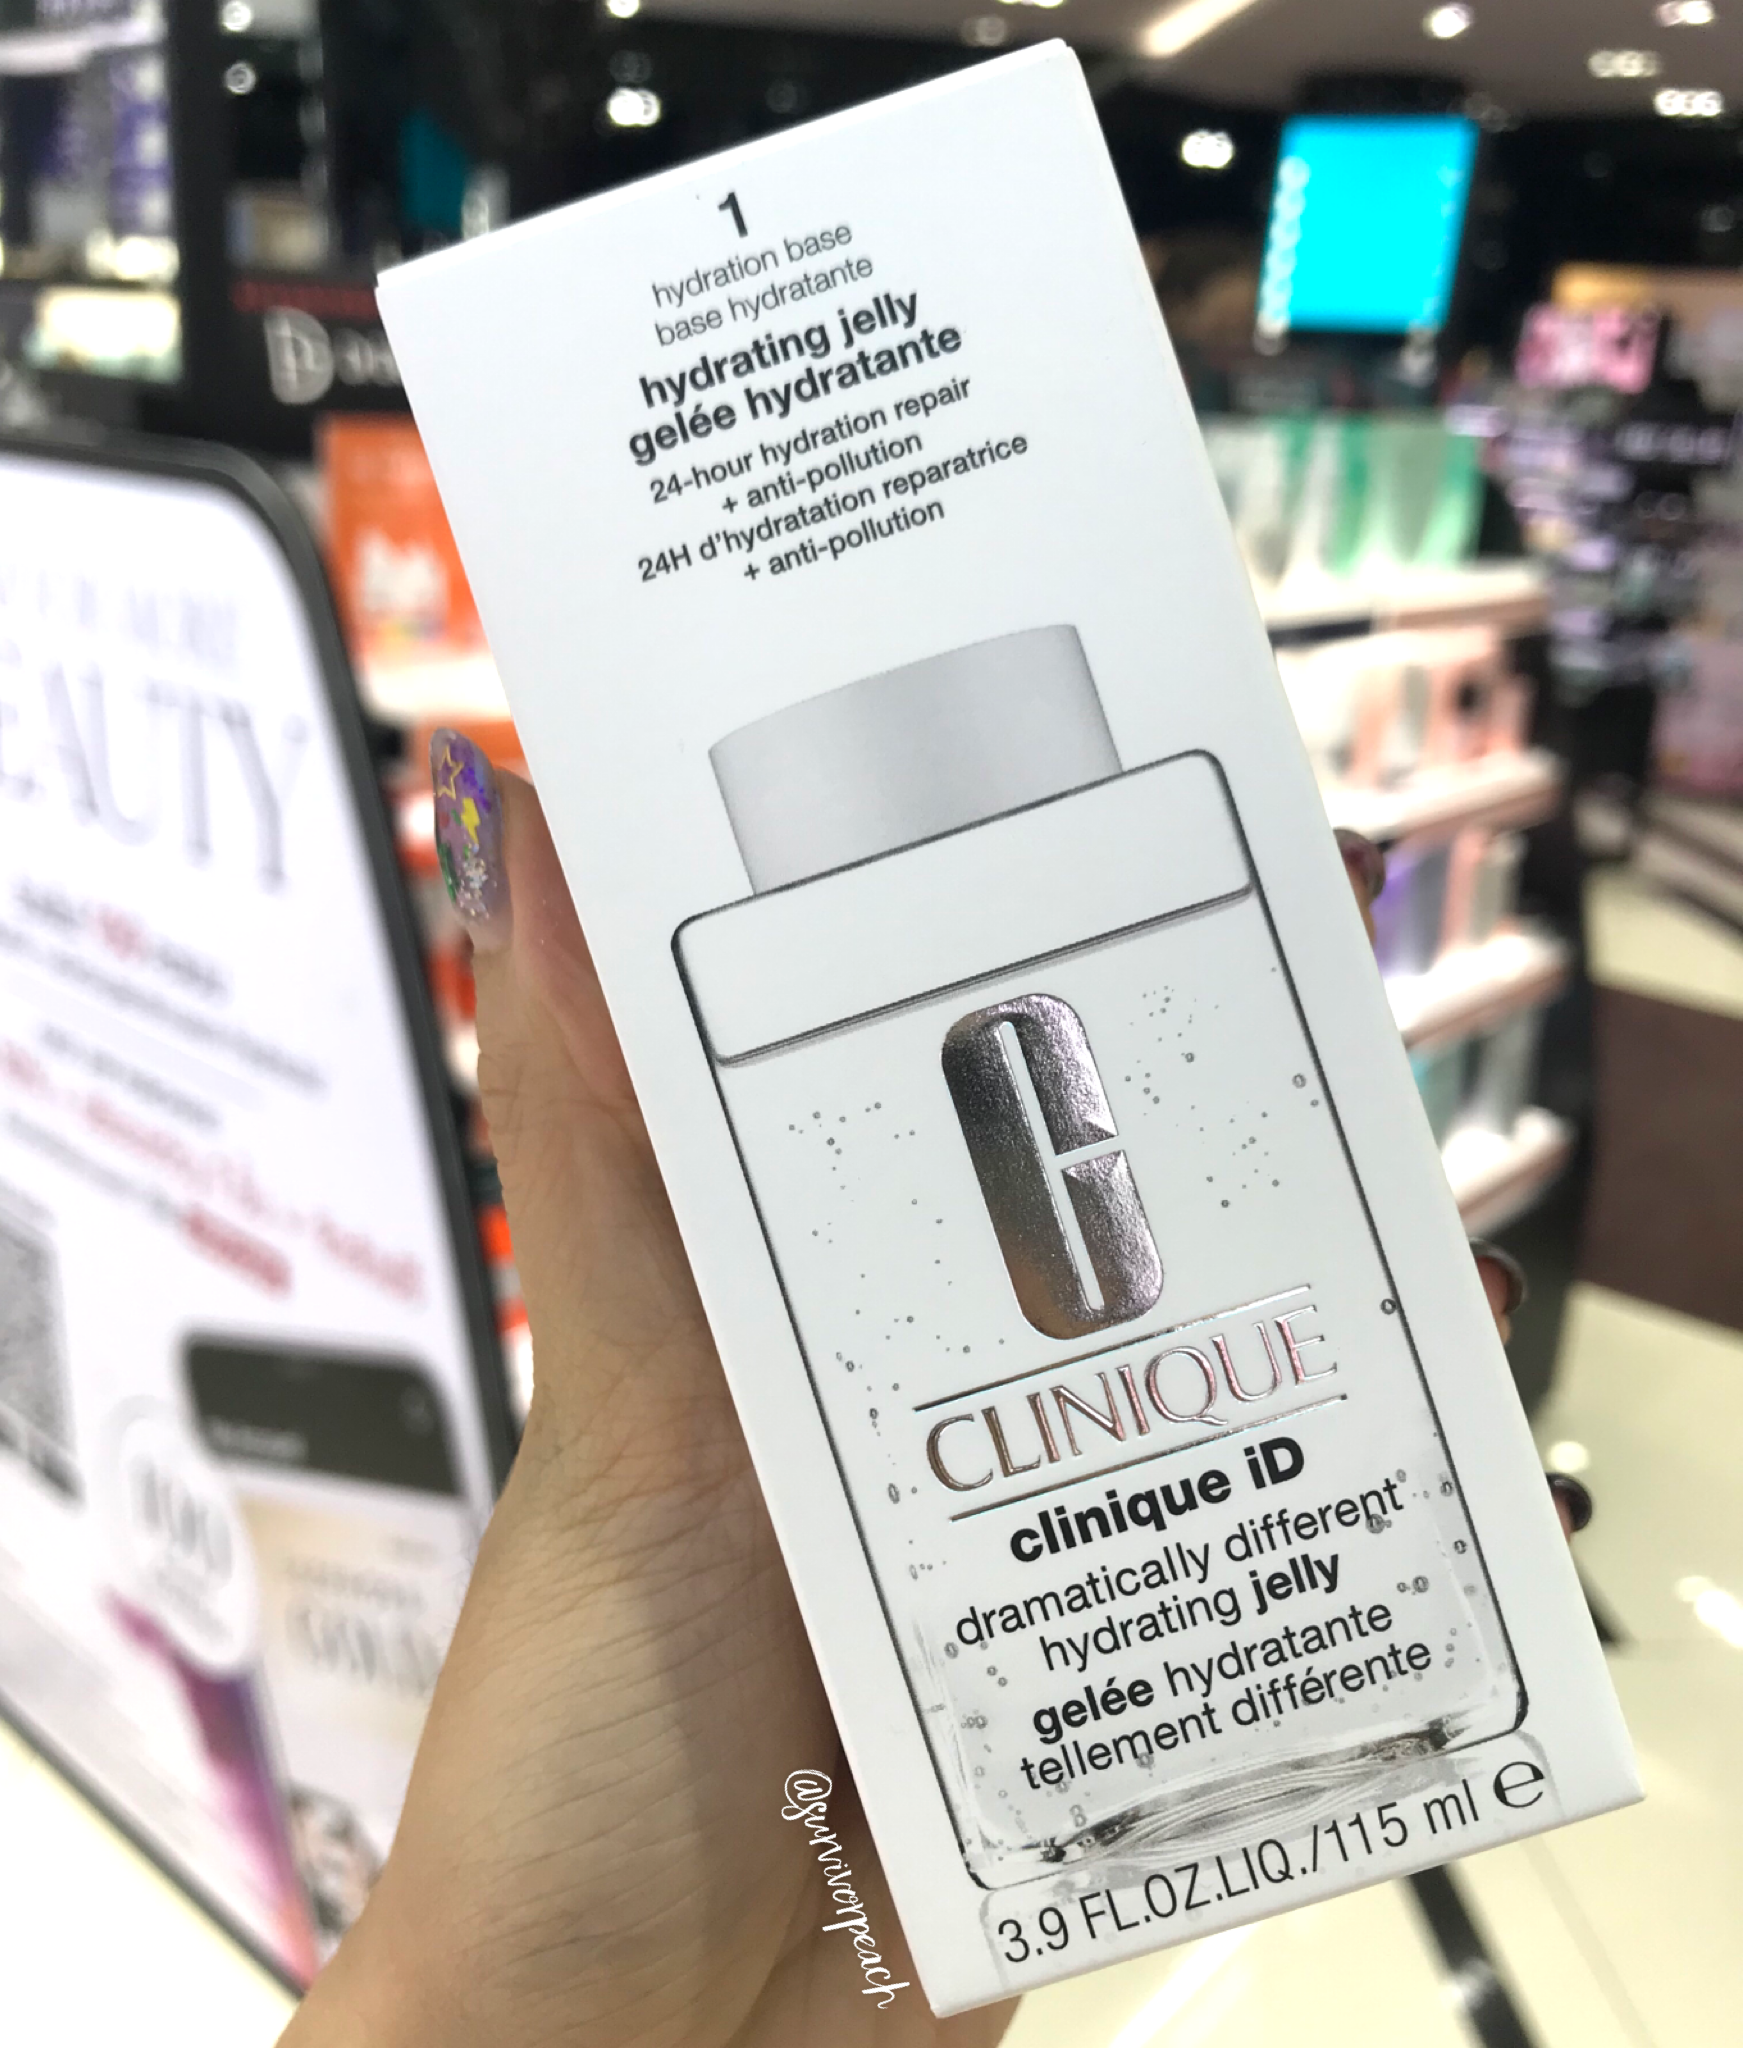 1
hydration base
base hydratante
hydrating jelly
gelée hydratante
24-hour hydration repair
+ anti-pollution
24H d'hydratation réparatrice
+ anti-pollution
CLINIQUE
clinique iD
dramatically different
hydrating jelly
gelée hydratante
tellement différente
3.9 FL.OZ.LIQ./115 ml e
@survivorpeach
BEAUTY